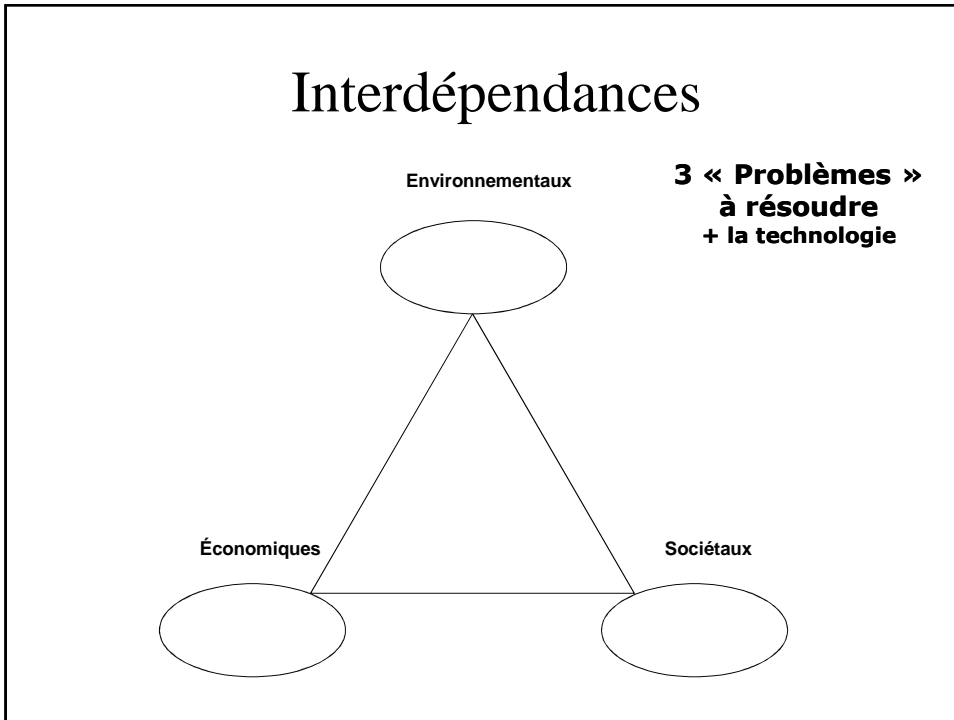 Interdépendances
Environnementaux
3 « Problèmes »
à résoudre
+ la technologie
Économiques
Sociétaux